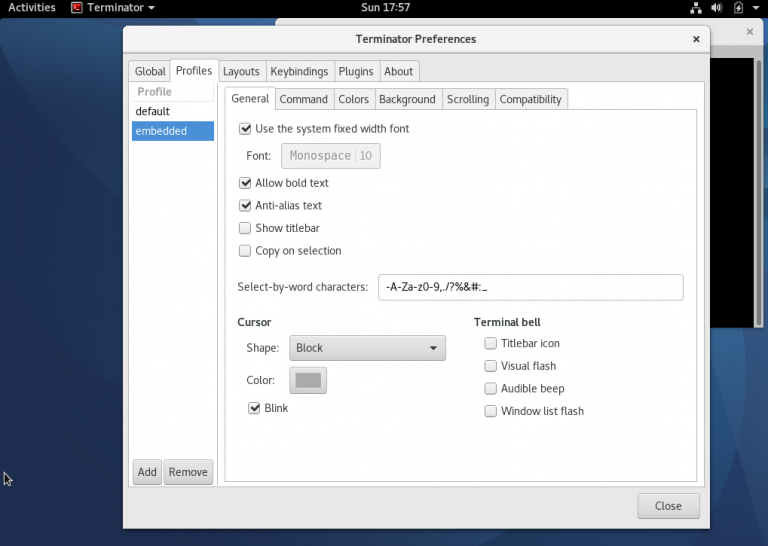 Activities Terminator Sun 17:57
Terminator Preferences
Global Profiles Layouts Keybindings Plugins About
Profile
default
embedded
General Command Colors Background Scrolling Compatibility
Use the system fixed width font
Font: Monospace 10
Allow bold text
Anti-alias text
Show titlebar
Copy on selection
Select-by-word characters: -A-Za-z0-9,./?%&#:_
Cursor
Shape: Block
Color:
Blink
Terminal bell
Titlebar icon
Visual flash
Audible beep
Window list flash
Add Remove
Close